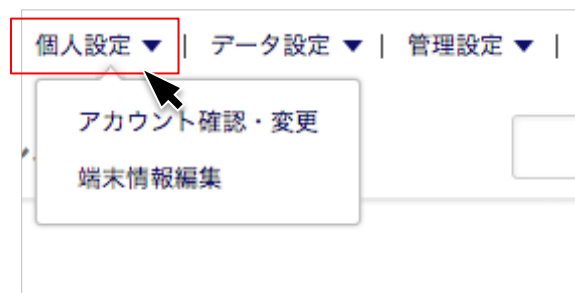 個人設定 ▼ | データ設定 ▼ | 管理設定 ▼ |
アカウント確認・変更
端末情報編集